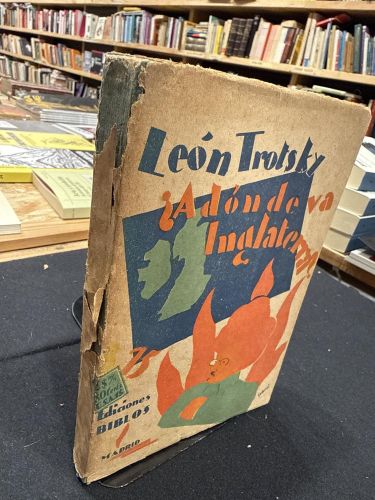 León Trotsky
¿Adónde va
Inglaterra?
Ediciones
BIBLOS
MADRID